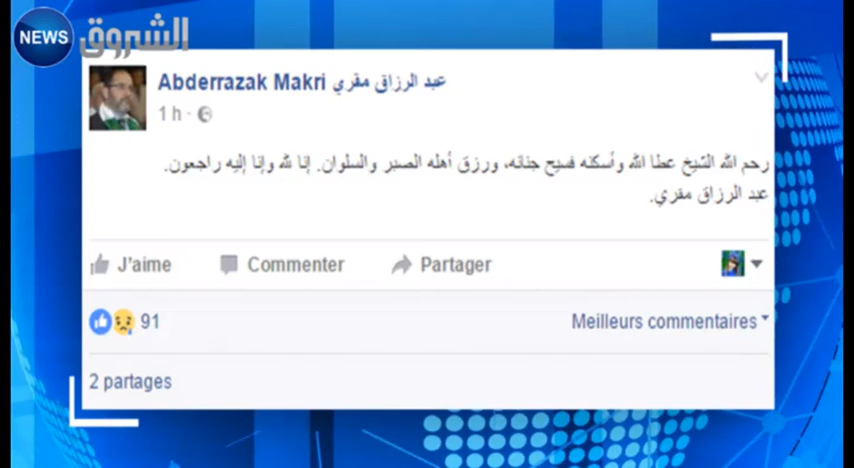 NEWS الشروق
Abderrazak Makri عبد الرزاق مقري
1 h ·
رحم الله الشيخ عطا الله وأسكنه فسيح جنانه، ورزق أهله الصبر والسلوان. إنا لله وإنا إليه راجعون.
عبد الرزاق مقري.
J'aime Commenter Partager
91 Meilleurs commentaires
2 partages